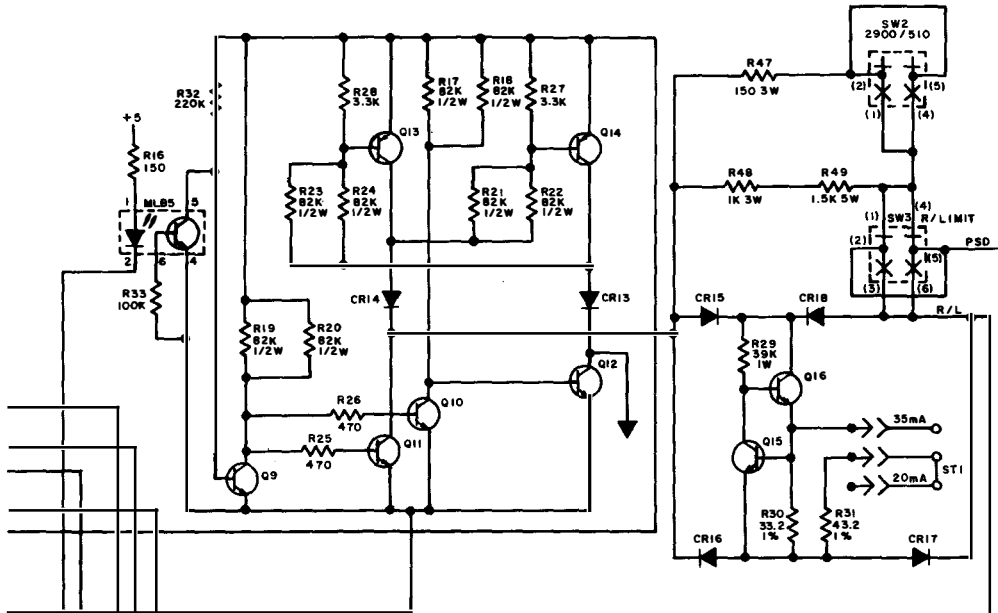 SW2
2900/510
R47
150 3W
(2)
(5)
(1)
(4)
R32
220K
R28
3.3K
R17
82K
1/2W
R18
82K
1/2W
R27
3.3K
Q13
Q14
+5
R16
150
1
MLB5
5
2
6
4
R23
82K
1/2W
R24
82K
1/2W
R21
82K
1/2W
R22
82K
1/2W
R48
1K 3W
R49
1.5K 5W
(4)
(1)
SW3
R/LIMIT
(2)
(5)
PSD
(3)
(6)
R33
100K
CR14
CR13
CR15
CR18
R/L
R19
82K
1/2W
R20
82K
1/2W
R29
39K
1W
Q16
Q12
R26
470
Q10
R25
470
Q11
Q9
Q15
35mA
ST1
20mA
R30
33.2
1%
R31
43.2
1%
CR16
CR17